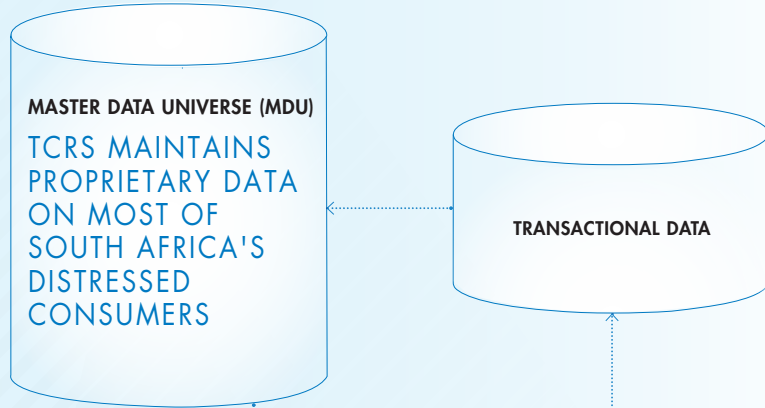 MASTER DATA UNIVERSE (MDU)
TCRS MAINTAINS
PROPRIETARY DATA
ON MOST OF
SOUTH AFRICA'S
DISTRESSED
CONSUMERS
TRANSACTIONAL DATA